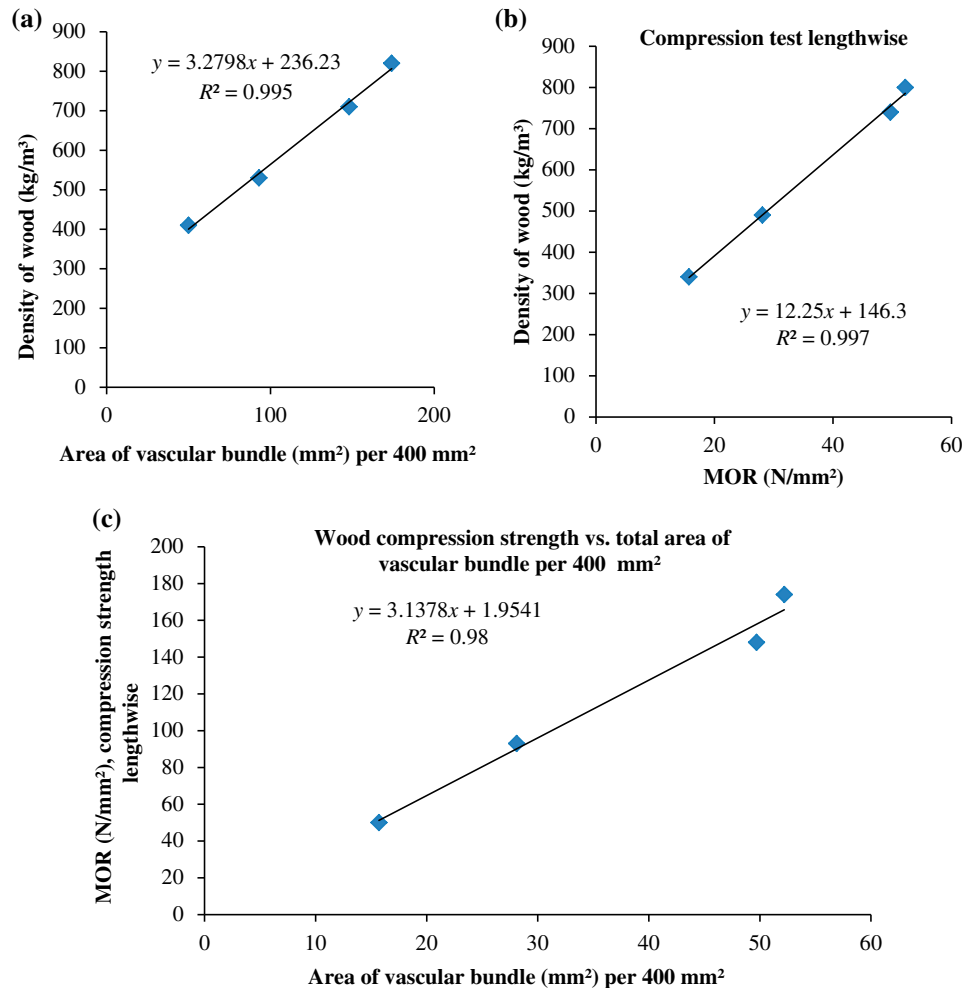 (a)
900
800
700
600
500
400
300
200
100
0
y = 3.2798x + 236.23
R² = 0.995
0
100
200
Density of wood (kg/m³)
Area of vascular bundle (mm²) per 400 mm²
(b)
Compression test lengthwise
900
800
700
600
500
400
300
200
100
0
y = 12.25x + 146.3
R² = 0.997
0
20
40
60
Density of wood (kg/m³)
MOR (N/mm²)
(c)
Wood compression strength vs. total area of
vascular bundle per 400 mm²
200
180
160
140
120
100
80
60
40
20
0
y = 3.1378x + 1.9541
R² = 0.98
0
10
20
30
40
50
60
MOR (N/mm²), compression strength
lengthwise
Area of vascular bundle (mm²) per 400 mm²